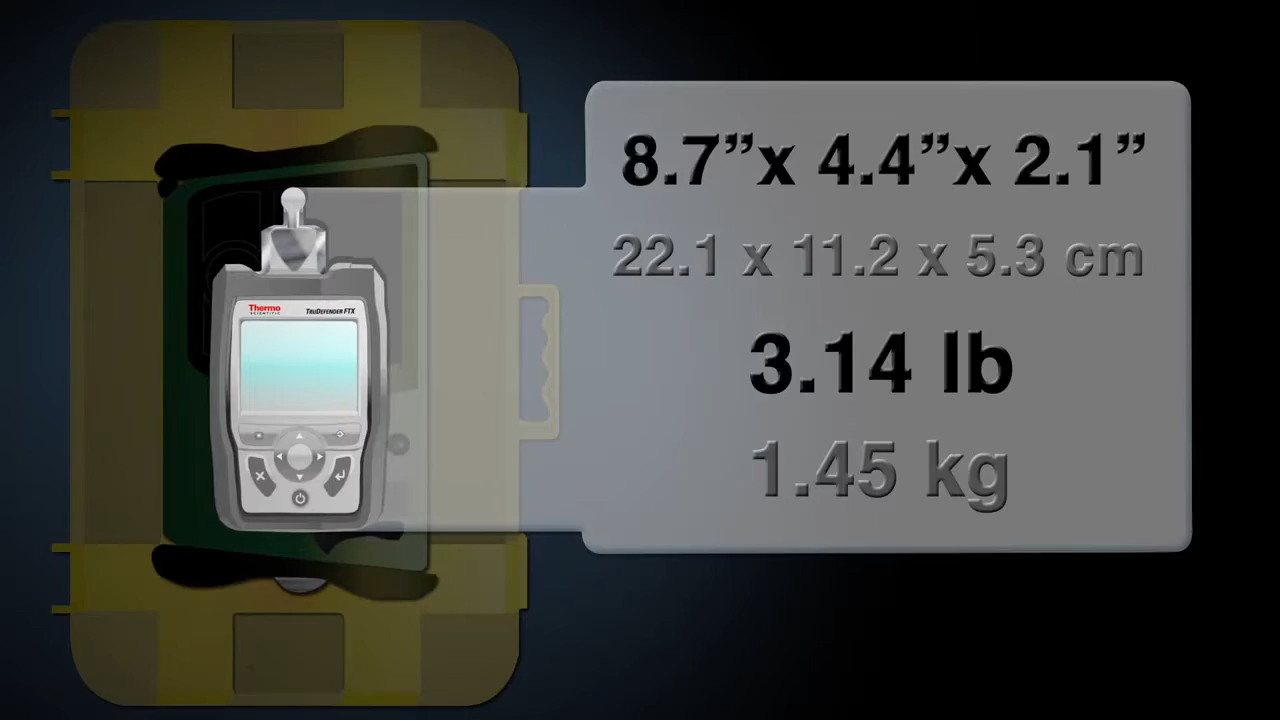 8.7”x 4.4”x 2.1”
22.1 x 11.2 x 5.3 cm
3.14 lb
1.45 kg
Thermo
SCIENTIFIC
TruDefender FTX